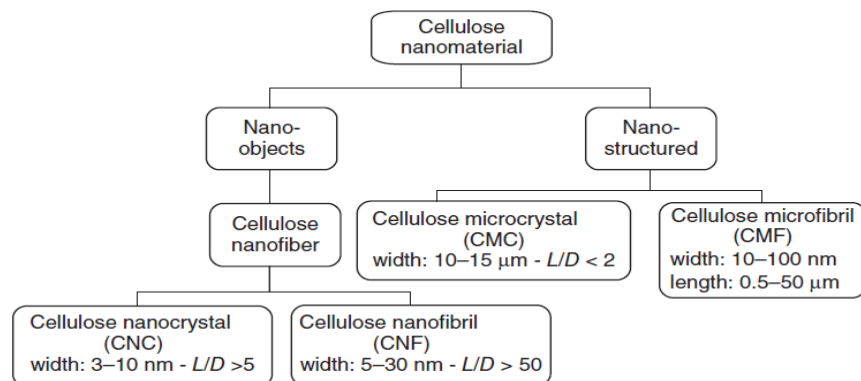 Cellulose
nanomaterial
Nano-
objects
Nano-
structured
Cellulose
nanofiber
Cellulose microcrystal
(CMC)
width: 10–15 μm - L/D < 2
Cellulose microfibril
(CMF)
width: 10–100 nm
length: 0.5–50 μm
Cellulose nanocrystal
(CNC)
width: 3–10 nm - L/D >5
Cellulose nanofibril
(CNF)
width: 5–30 nm - L/D > 50